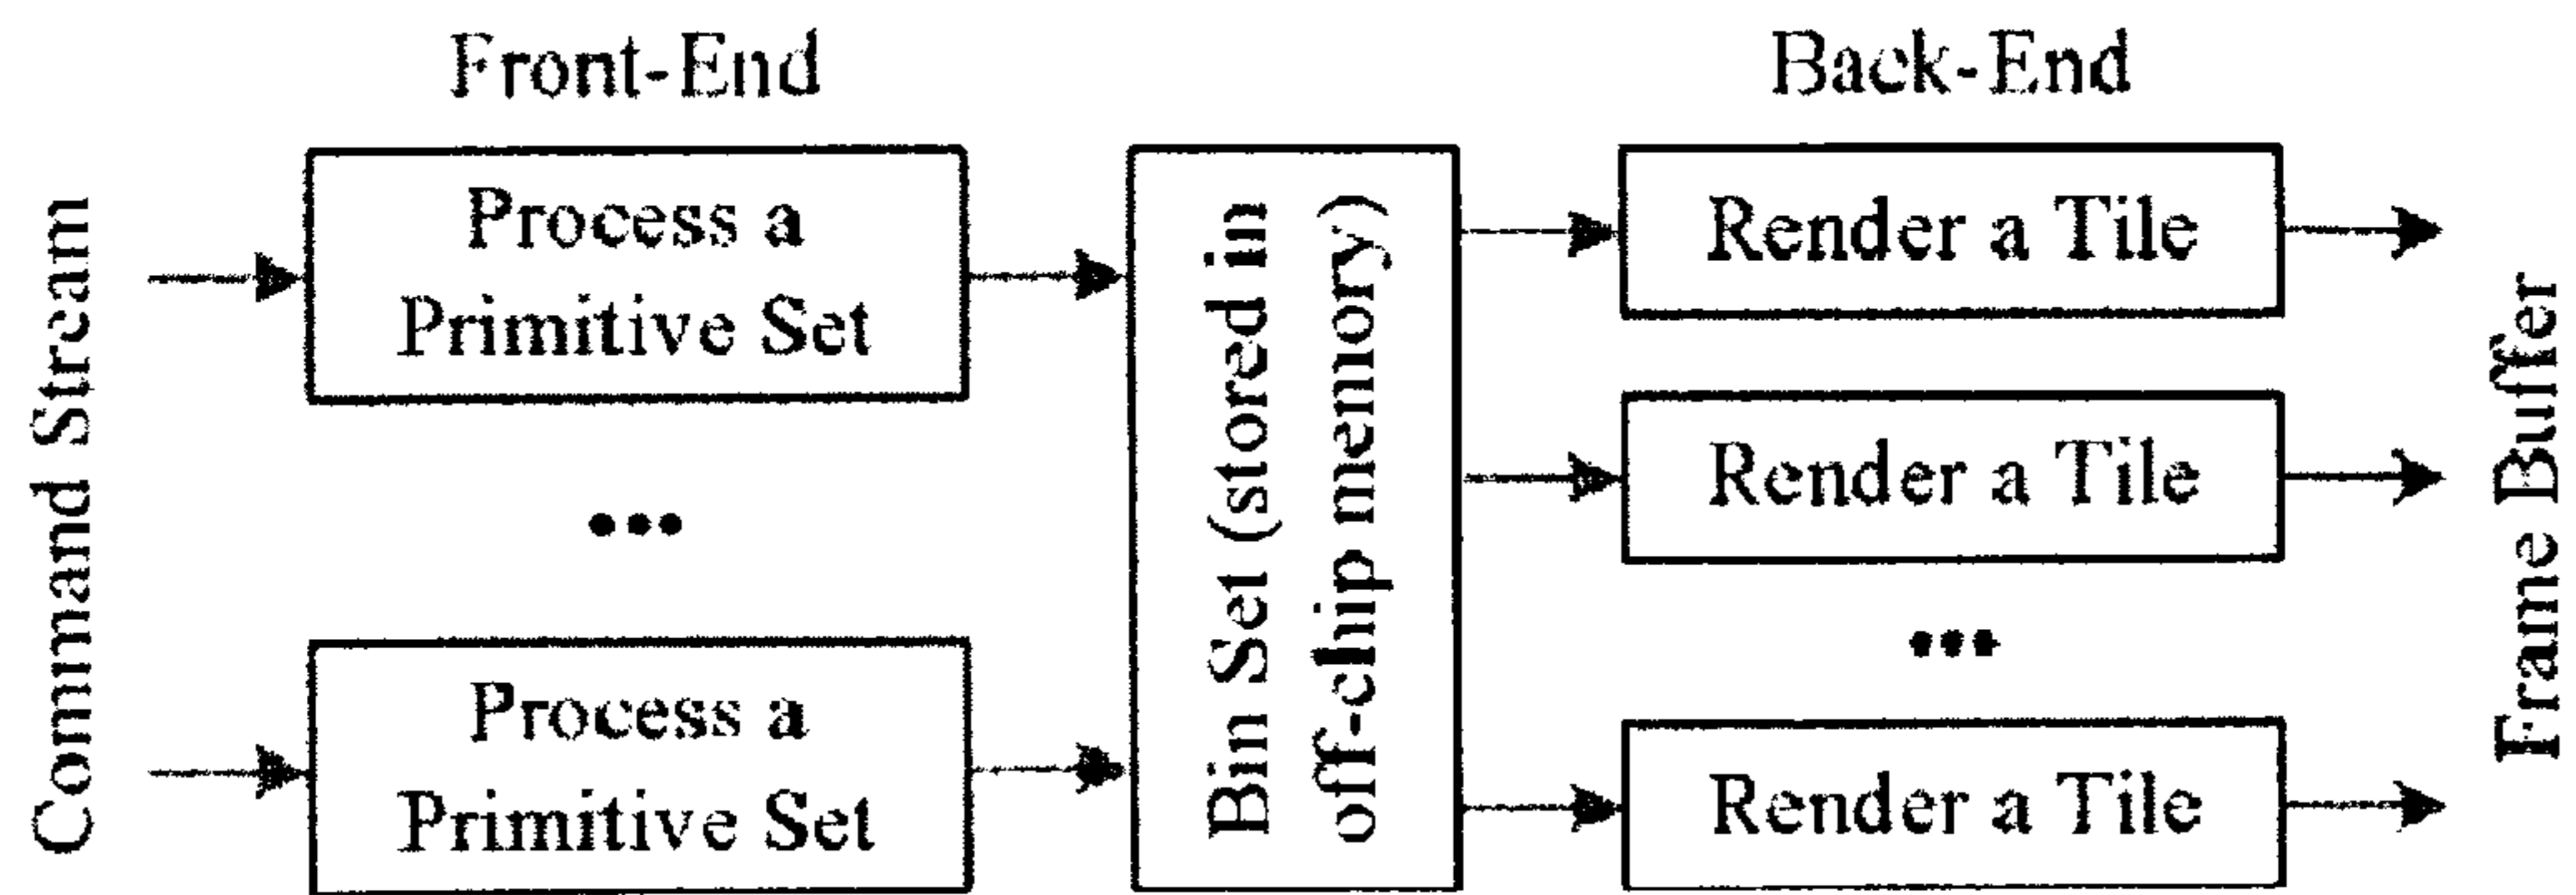 Front-End
Back-End
Command Stream
Process a
Primitive Set
...
Process a
Primitive Set
Bin Set (stored in
off-chip memory)
Render a Tile
Render a Tile
...
Render a Tile
Frame Buffer